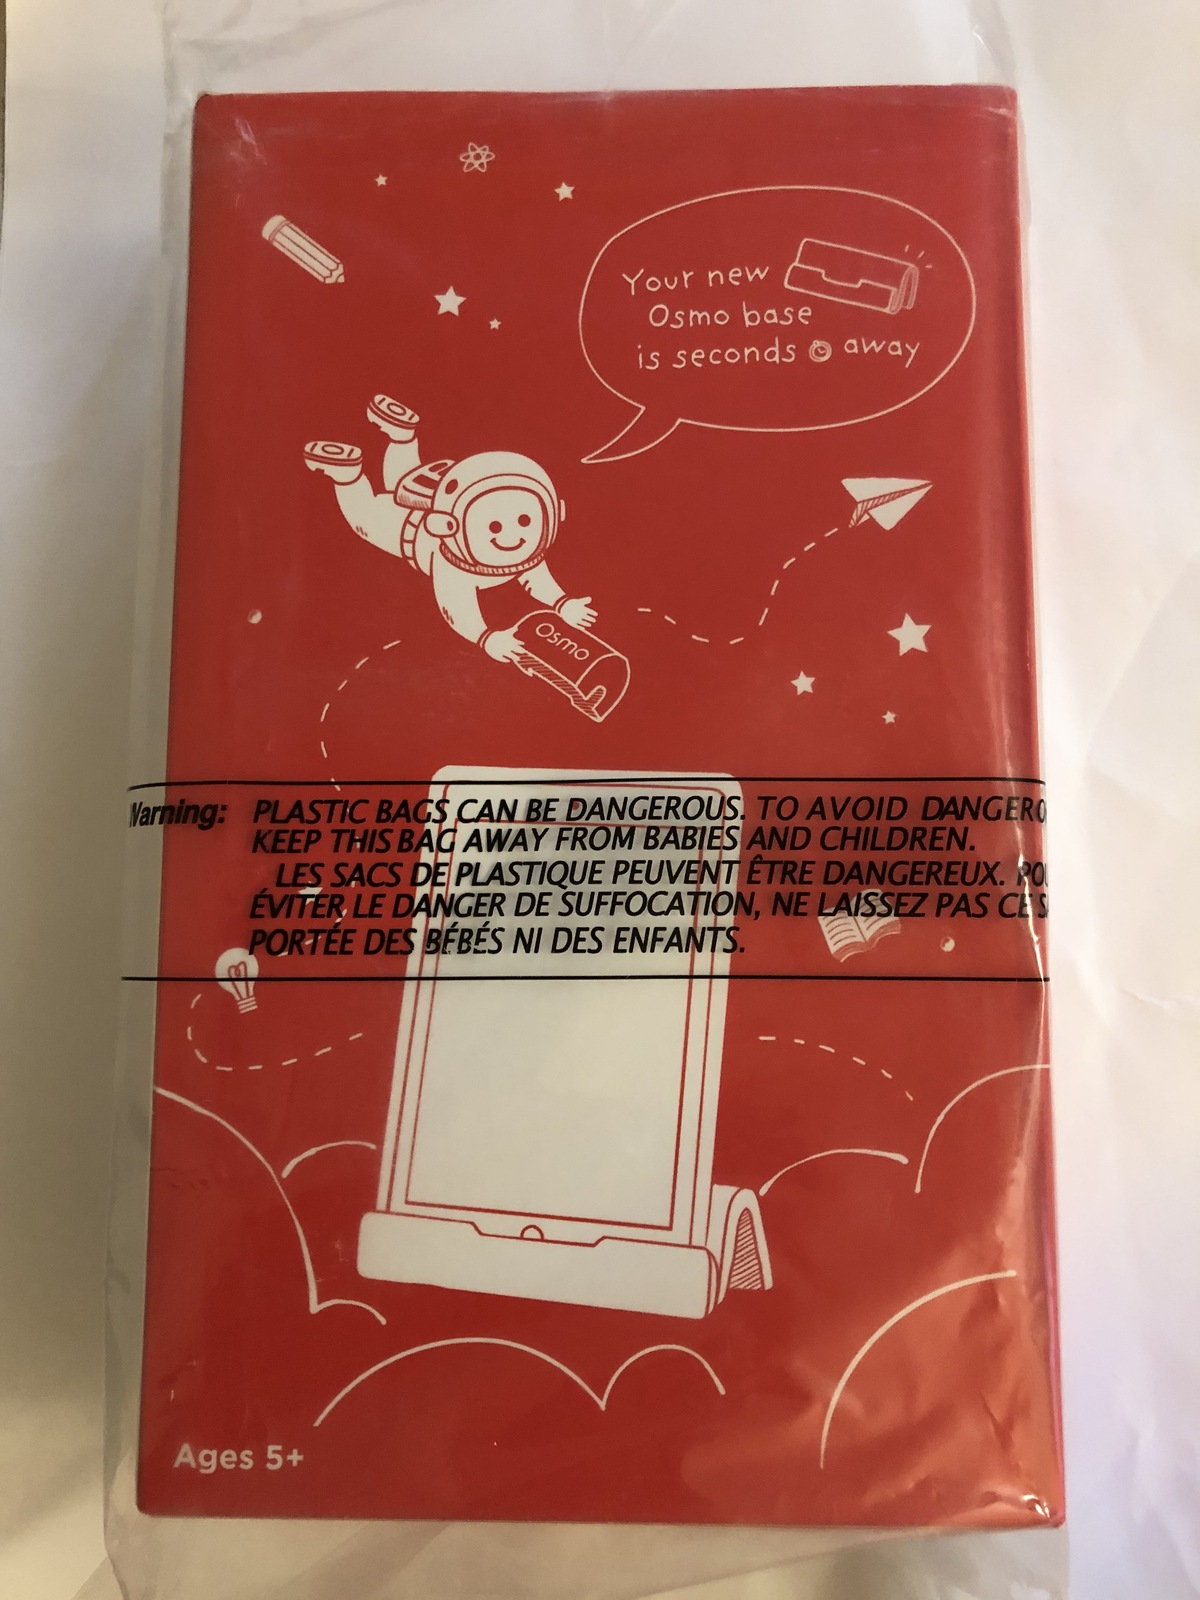 Your new
Osmo base
is seconds away
Osmo
Warning: PLASTIC BAGS CAN BE DANGEROUS. TO AVOID
KEEP THIS BAG AWAY FROM BABIES AND CHILDREN.
LES SACS DE PLASTIQUE PEUVENT ÊTRE DANGEREUX.
ÉVITER LE DANGER DE SUFFOCATION, NE LAISSEZ PAS CE
PORTÉE DES BÉBÉS NI DES ENFANTS.
Ages 5+